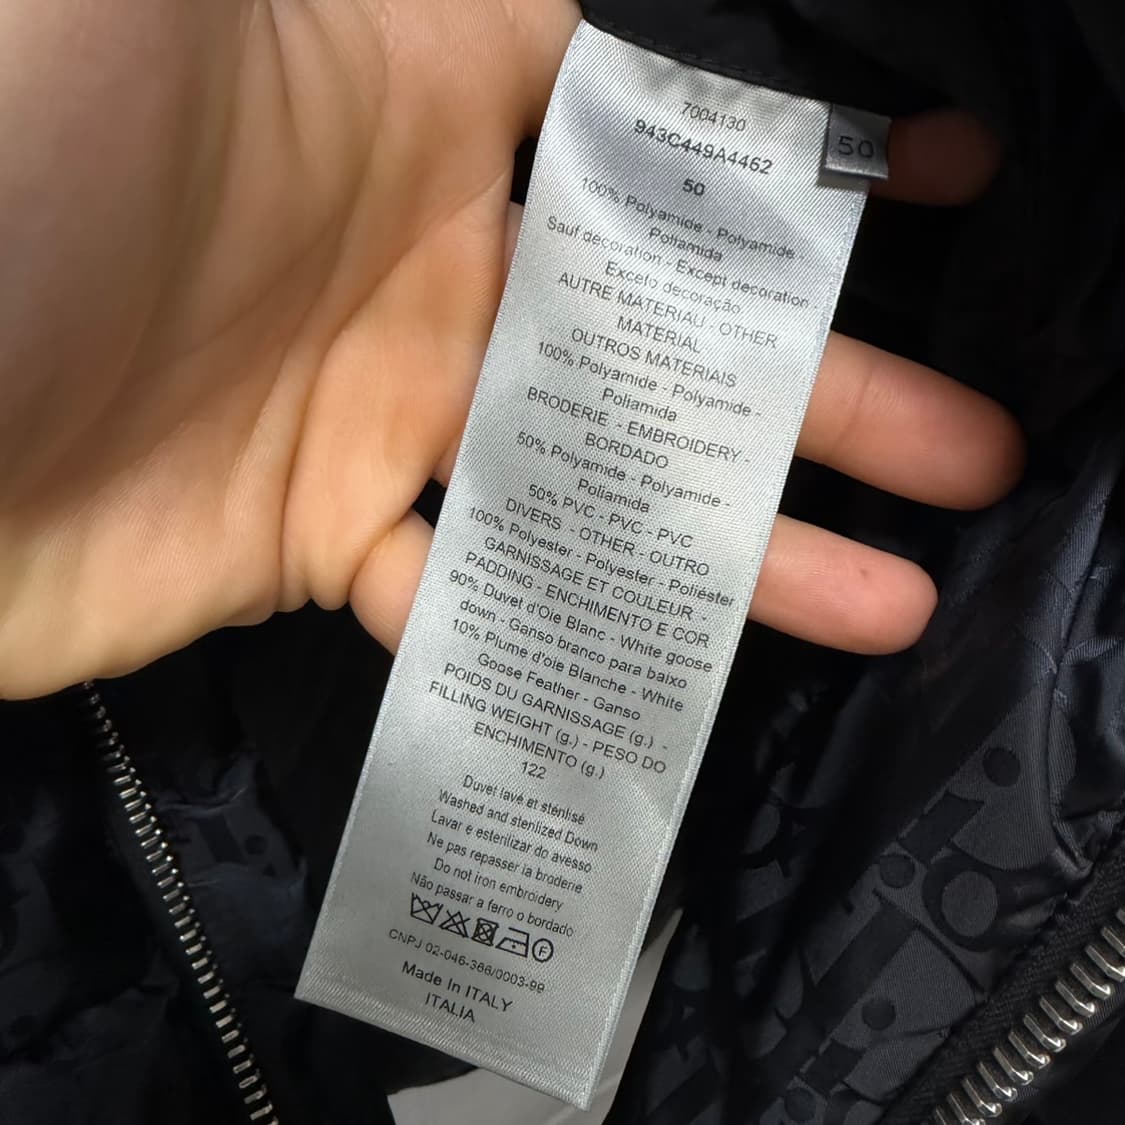 7004130
943C449A4462
50
50
100% Polyamide - Polyamide -
Poliamida
Sauf decoration - Except decoration
Exceto decoração
AUTRE MATERIAU - OTHER
MATERIAL
OUTROS MATERIAIS
100% Polyamide - Polyamide -
Poliamida
BRODERIE - EMBROIDERY -
BORDADO
50% Polyamide - Polyamide -
Poliamida
50% PVC - PVC - PVC
DIVERS - OTHER - OUTRO
100% Polyester - Polyester - Poliéster
GARNISSAGE ET COULEUR -
PADDING - ENCHIMENTO E COR
90% Duvet d'Oie Blanc - White goose
down - Ganso branco para baixo
10% Plume d'oie Blanche - White
Goose Feather - Ganso
POIDS DU GARNISSAGE (g.) -
FILLING WEIGHT (g.) - PESO DO
ENCHIMENTO (g.)
122
Duvet lavé et stérilisé
Washed and sterilized Down
Lavar e esterilizar do avesso
Ne pas repasser la broderie
Do not iron embroidery
Não passar a ferro o bordado
F
CNPJ 02-046-366/0003-99
Made In ITALY
ITALIA